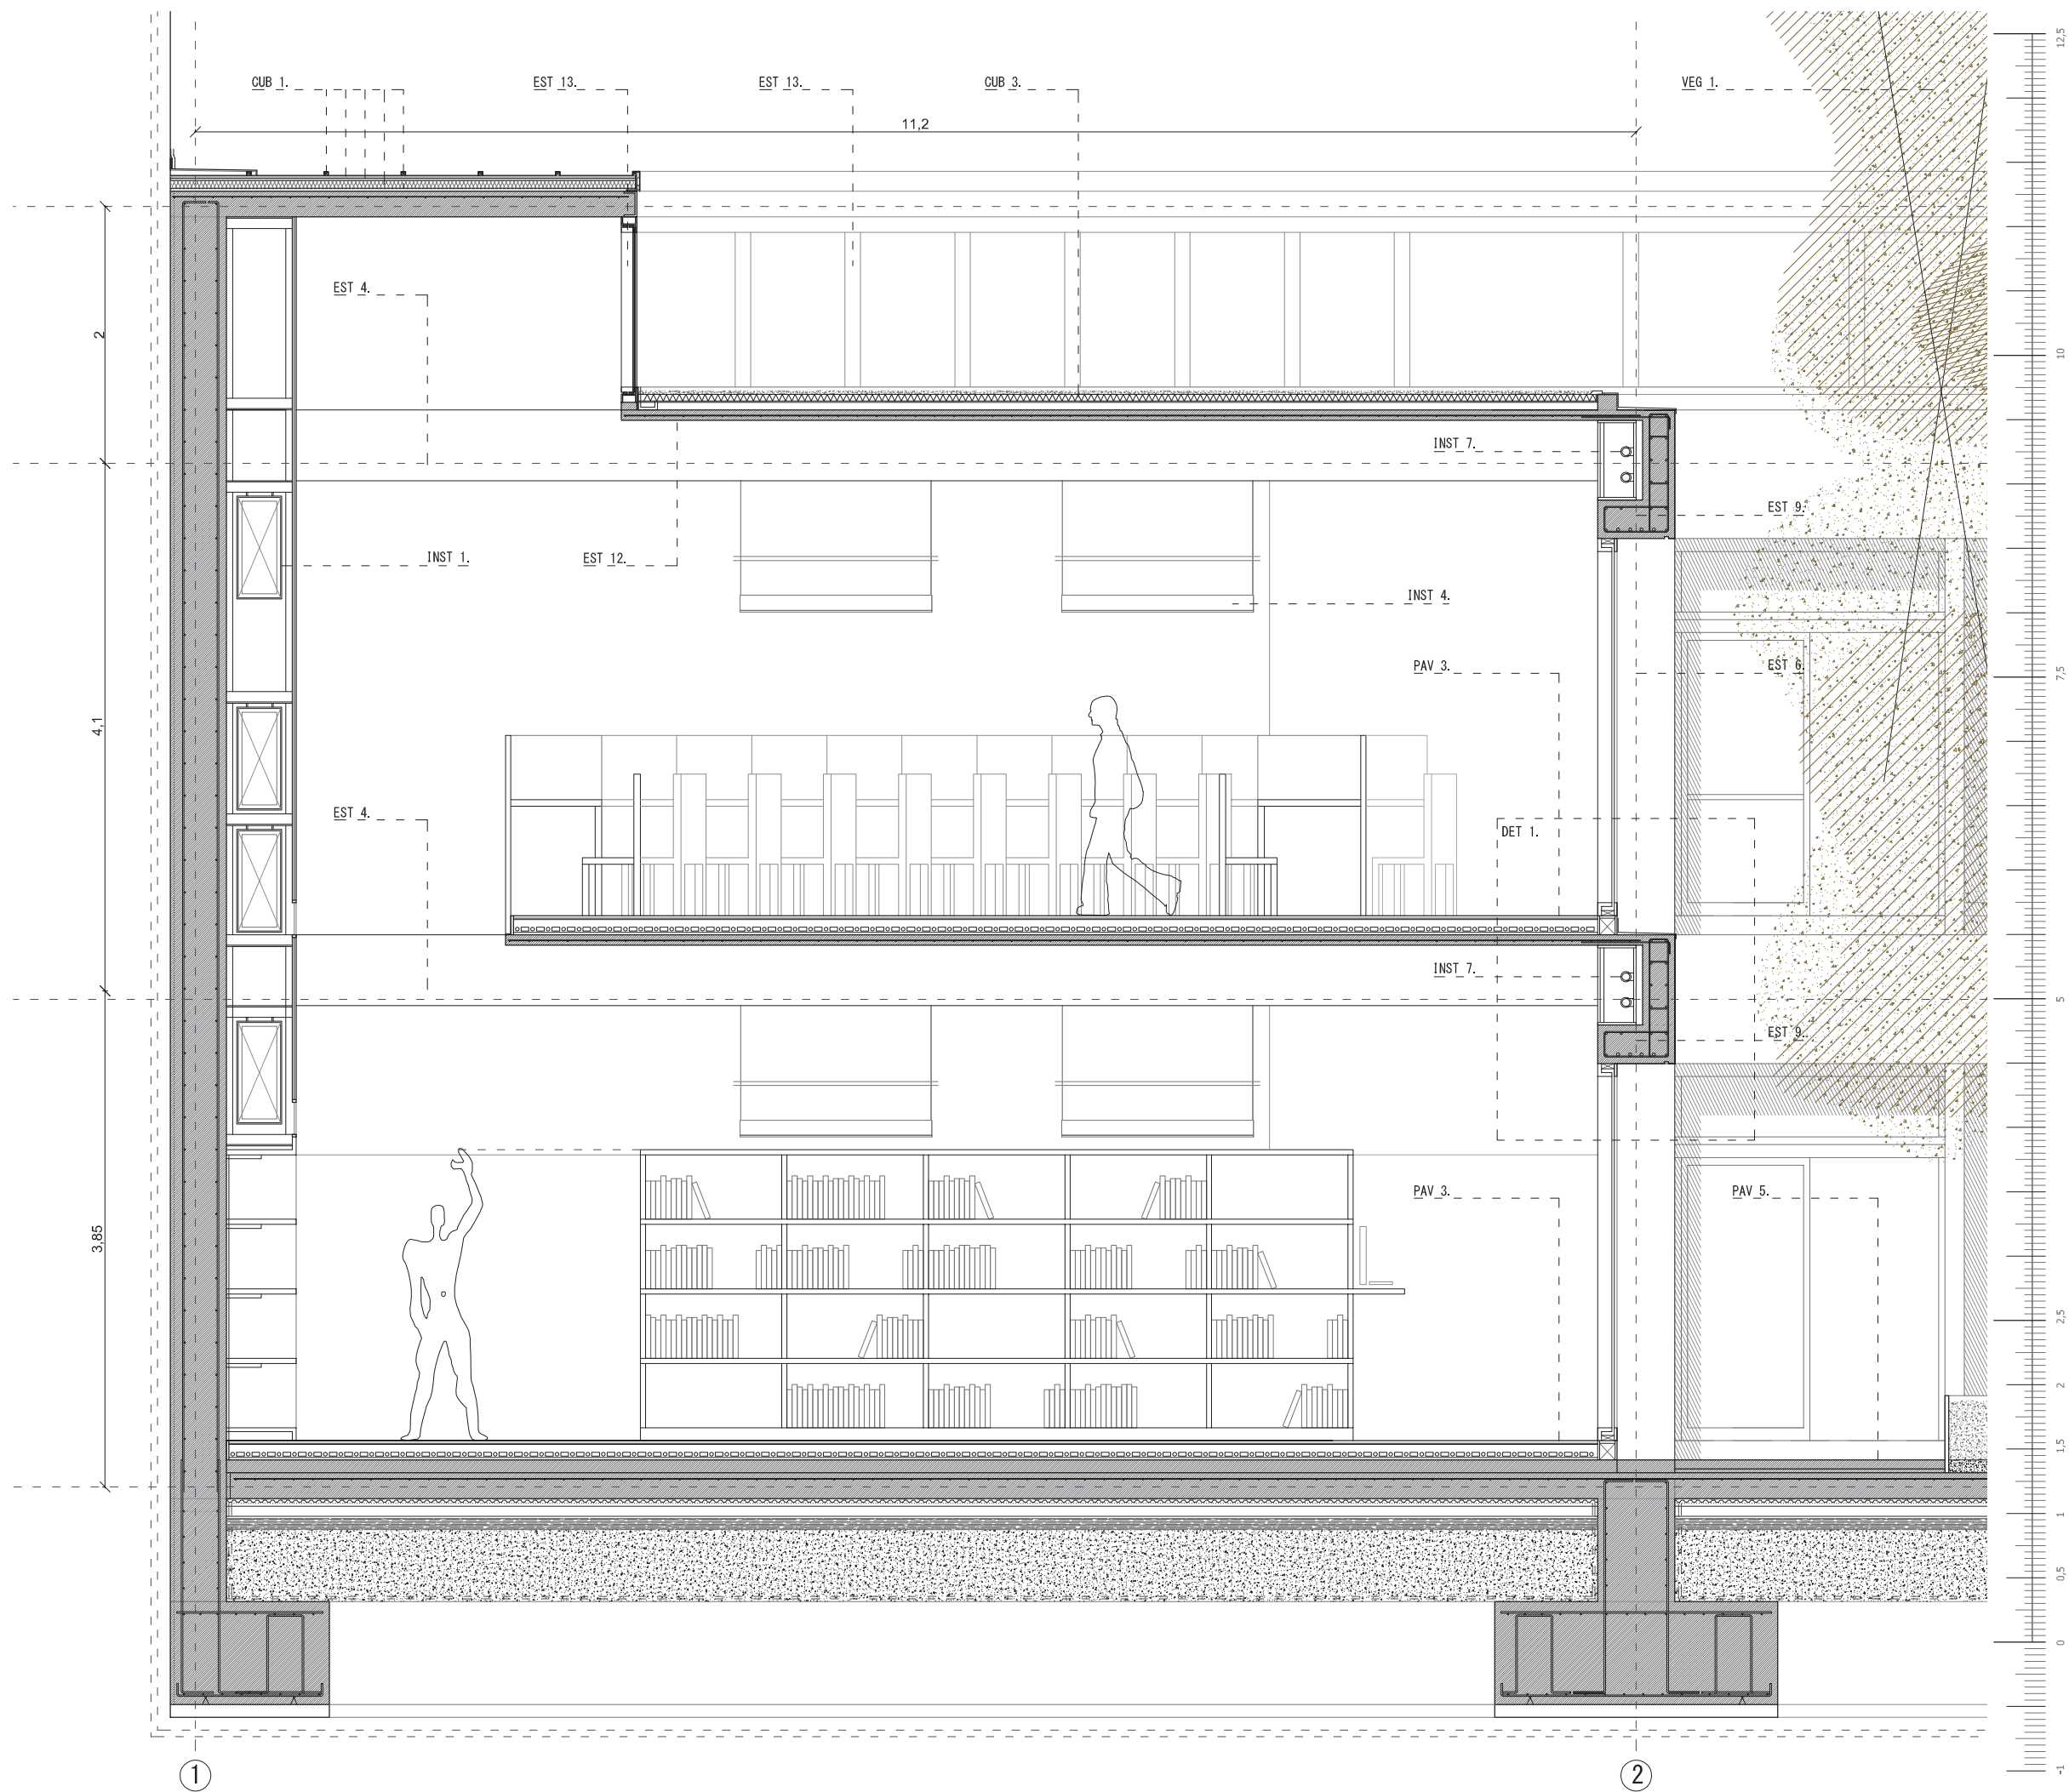 CUB 1.
EST 13.
EST 13.
CUB 3.
VEG 1.
12,5
11,2
EST 4.
2
10
INST 7.
EST 9.
INST 1.
EST 12.
INST 4.
PAV 3.
EST 6.
7,5
4,1
EST 4.
DET 1.
INST 7.
5
EST 9.
PAV 3.
PAV 5.
3,85
2,5
2
1,5
1
0,5
0
-1
1
2